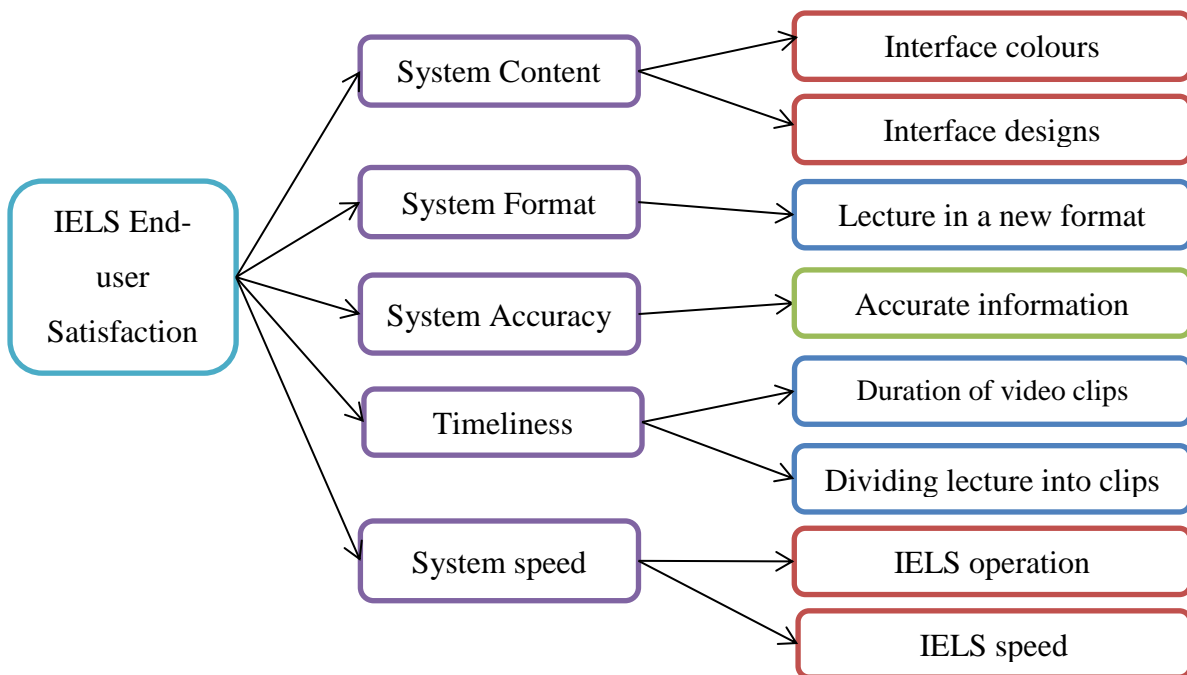 IELS End-
user
Satisfaction
System Content
System Format
System Accuracy
Timeliness
System speed
Interface colours
Interface designs
Lecture in a new format
Accurate information
Duration of video clips
Dividing lecture into clips
IELS operation
IELS speed